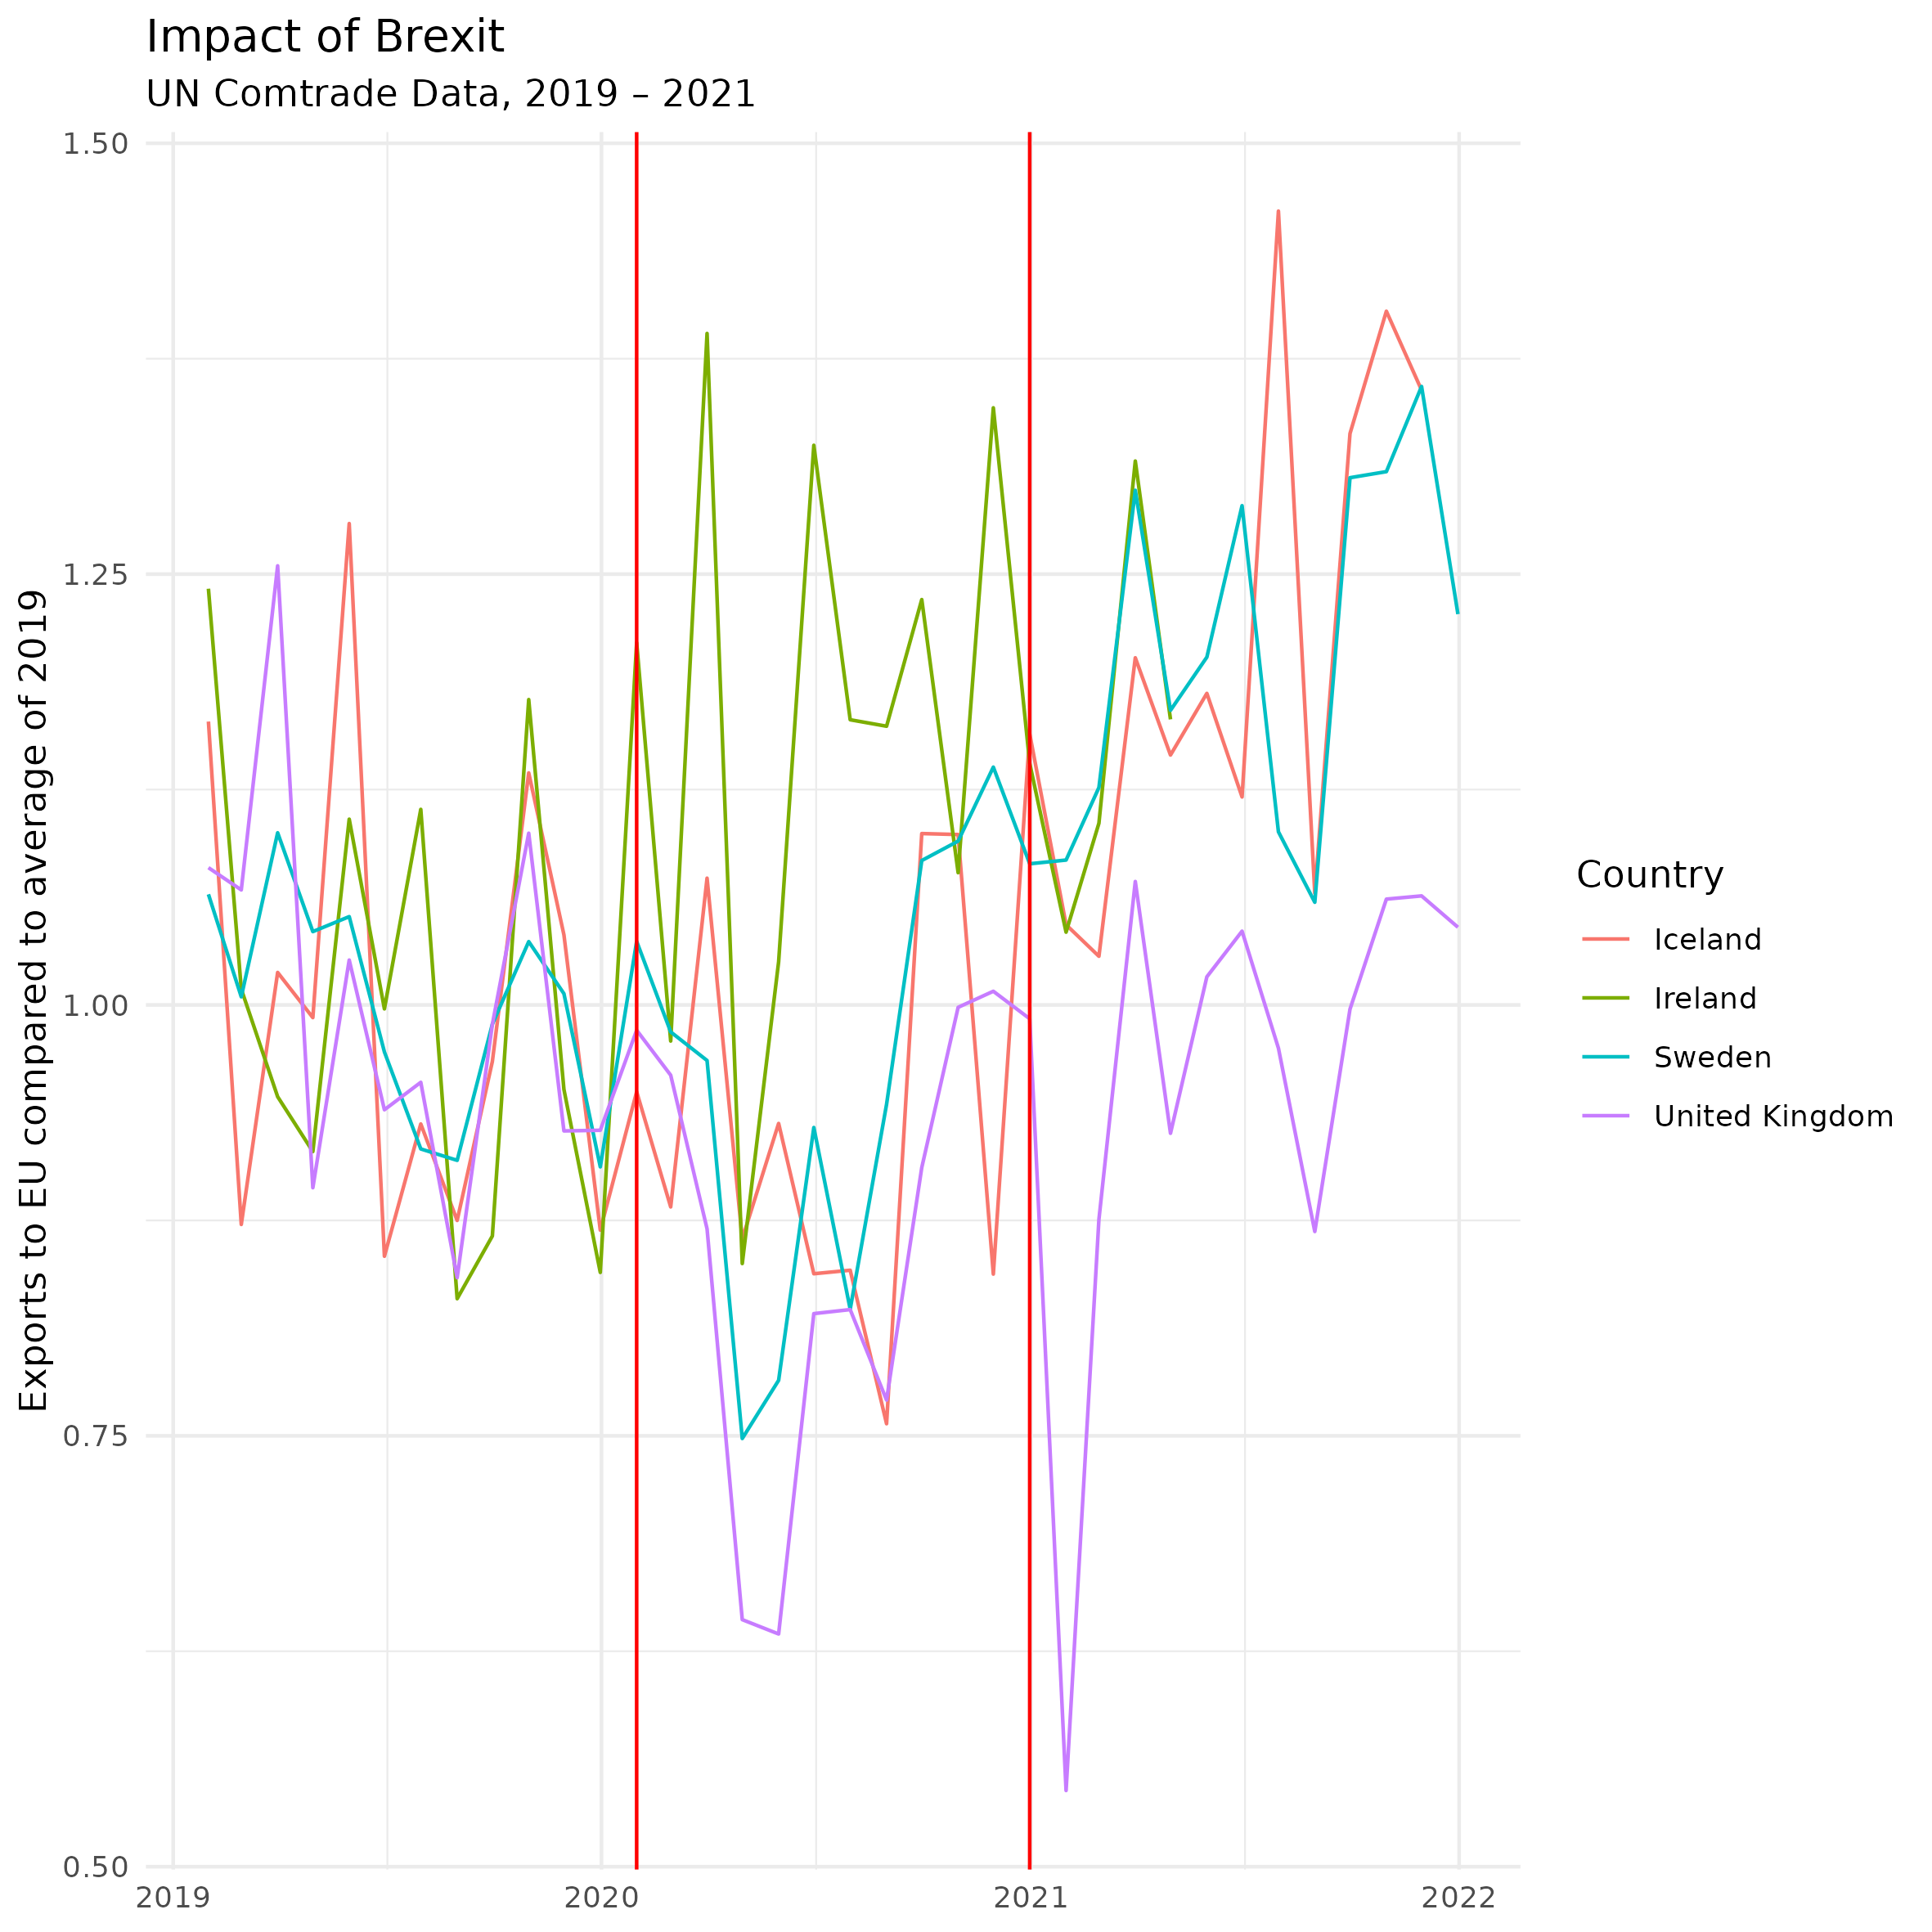 Impact of Brexit
UN Comtrade Data, 2019 – 2021
Exports to EU compared to average of 2019
1.50
1.25
1.00
0.75
0.50
2019
2020
2021
2022
Country
Iceland
Ireland
Sweden
United Kingdom